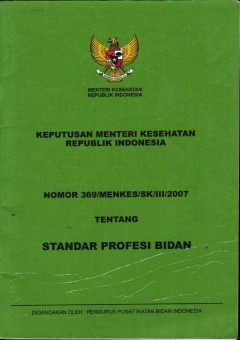 MENTERI KESEHATAN
REPUBLIK INDONESIA
KEPUTUSAN MENTERI KESEHATAN
REPUBLIK INDONESIA
NOMOR 369/MENKES/SK/III/2007
TENTANG
STANDAR PROFESI BIDAN
DIGANDAKAN OLEH : PENGURUS PUSAT IKATAN BIDAN INDONESIA